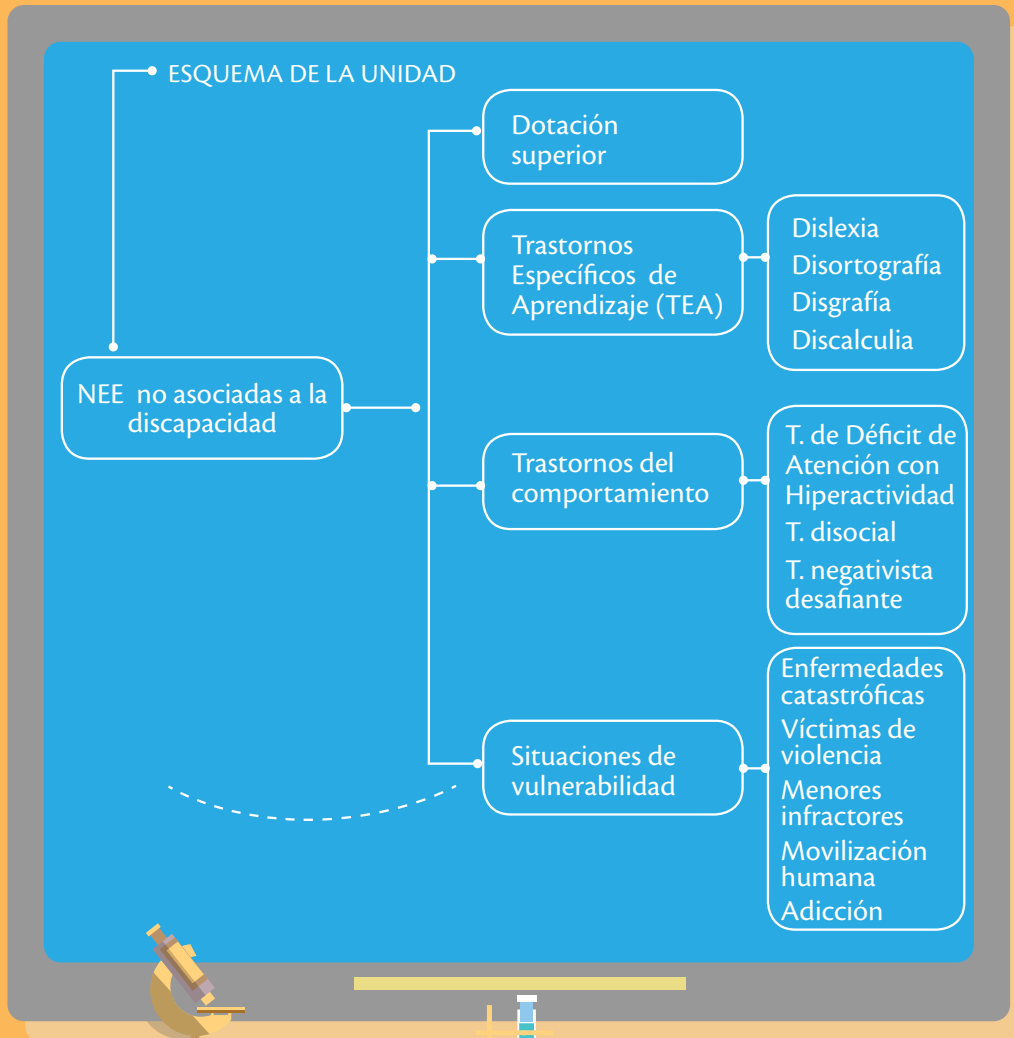 ESQUEMA DE LA UNIDAD
NEE no asociadas a la
discapacidad
Dotación
superior
Trastornos
Específicos de
Aprendizaje (TEA)
Dislexia
Disortografía
Disgrafía
Discalculia
Trastornos del
comportamiento
T. de Déficit de
Atención con
Hiperactividad
T. disocial
T. negativista
desafiante
Situaciones de
vulnerabilidad
Enfermedades
catastróficas
Víctimas de
violencia
Menores
infractores
Movilización
humana
Adicción